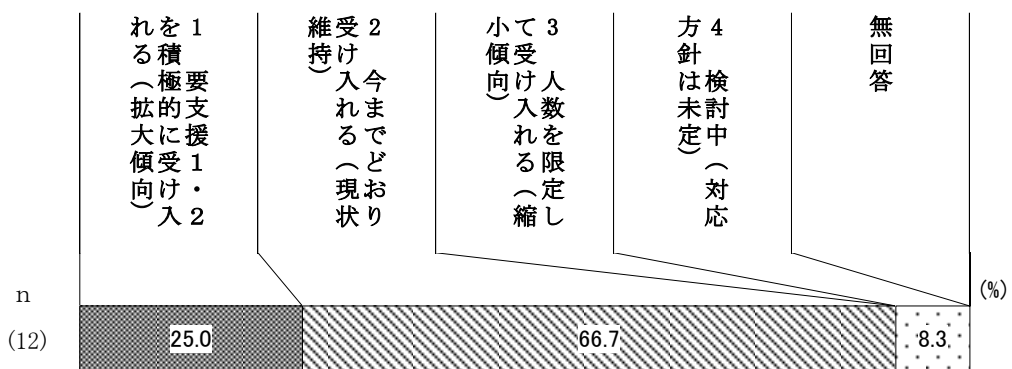 1　要支援1・2
を積極的に受け入
れる（拡大傾向）
2　今までどおり
受け入れる（現状
維持）
3　人数を限定し
て受け入れる（縮
小傾向）
4　検討中（対応
方針は未定）
無回答
(%)
n
(12)
25.0
66.7
8.3